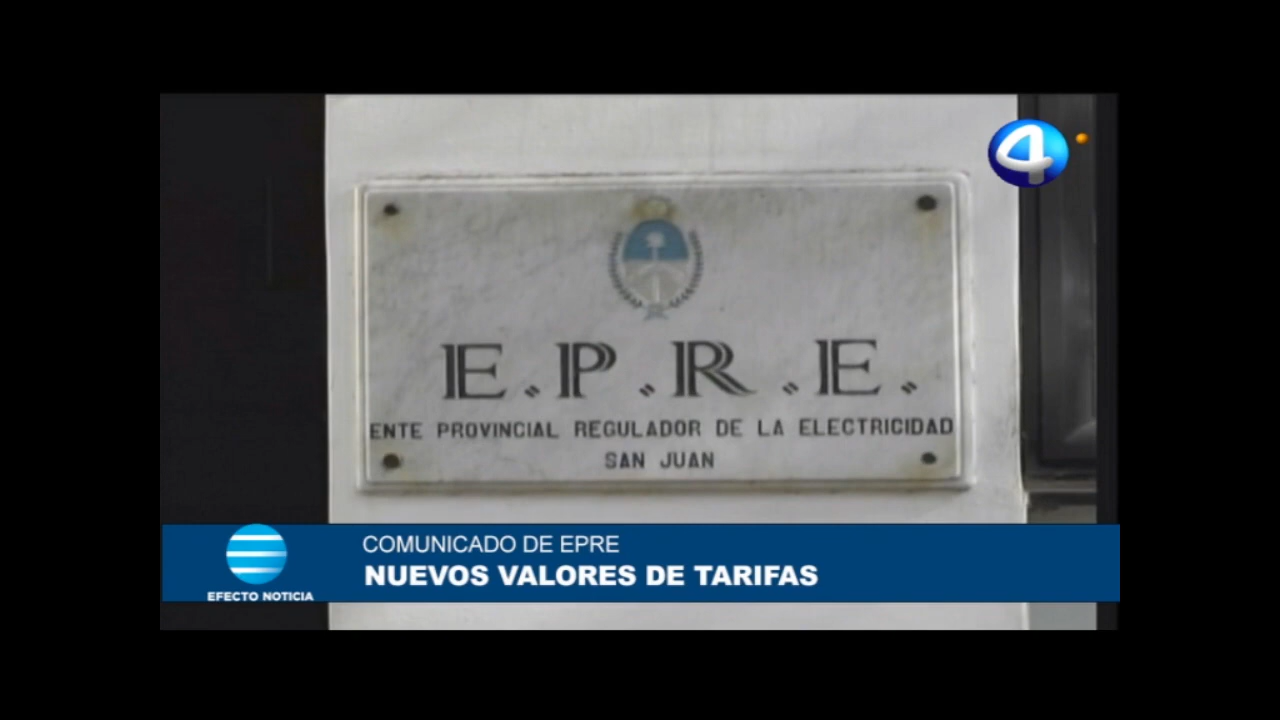 4
E.P.R.E.
ENTE PROVINCIAL REGULADOR DE LA ELECTRICIDAD
SAN JUAN
COMUNICADO DE EPRE
NUEVOS VALORES DE TARIFAS
EFECTO NOTICIA